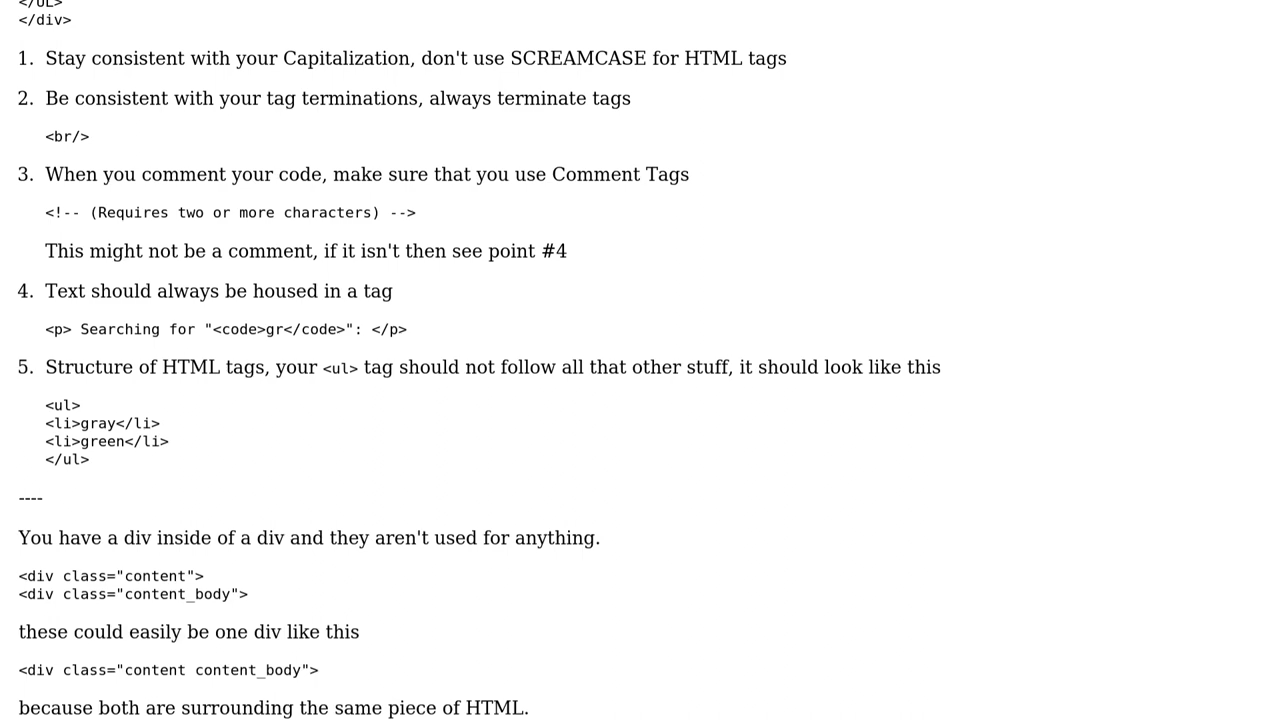 </UL>
</div>
1. Stay consistent with your Capitalization, don't use SCREAMCASE for HTML tags
2. Be consistent with your tag terminations, always terminate tags
<br/>
3. When you comment your code, make sure that you use Comment Tags
<!-- (Requires two or more characters) -->
This might not be a comment, if it isn't then see point #4
4. Text should always be housed in a tag
<p> Searching for "<code>gr</code>": </p>
5. Structure of HTML tags, your <ul> tag should not follow all that other stuff, it should look like this
<ul>
<li>gray</li>
<li>green</li>
</ul>
----
You have a div inside of a div and they aren't used for anything.
<div class="content">
<div class="content_body">
these could easily be one div like this
<div class="content content_body">
because both are surrounding the same piece of HTML.